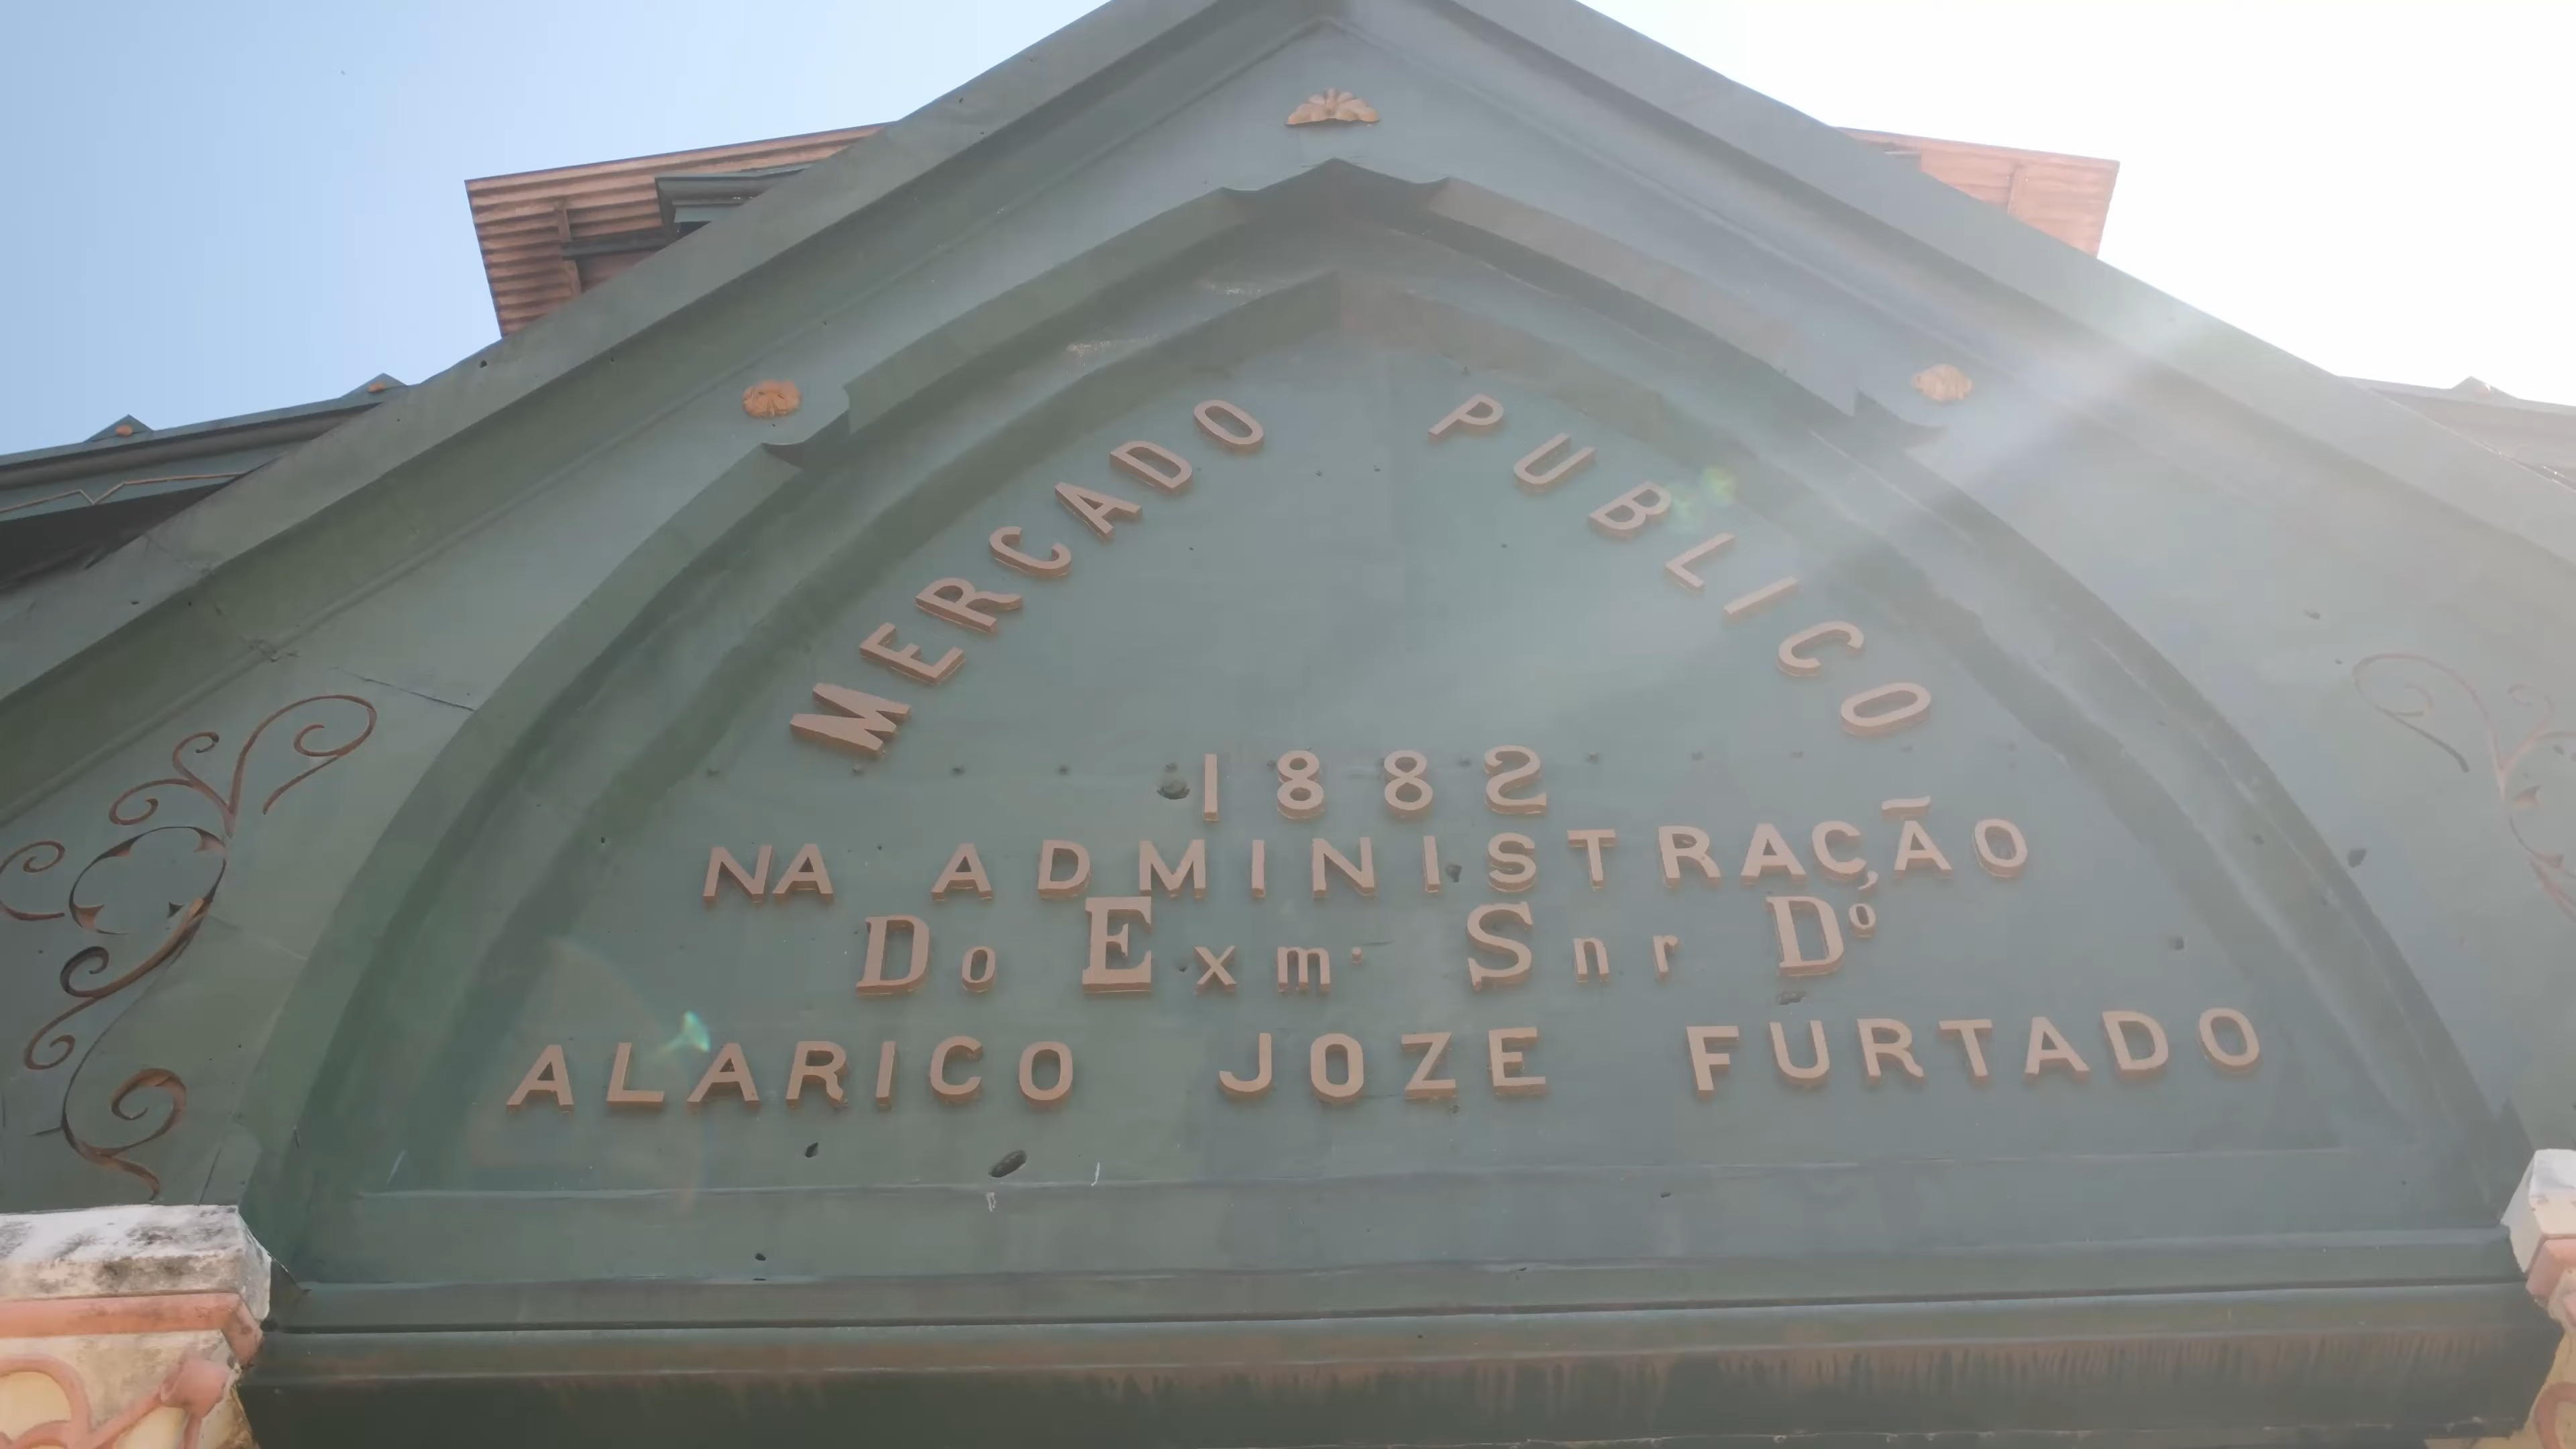 MERCADO PUBLICO
1882
NA ADMINISTRAÇÃO
Do Exm. Snr Dº
ALARICO JOZE FURTADO